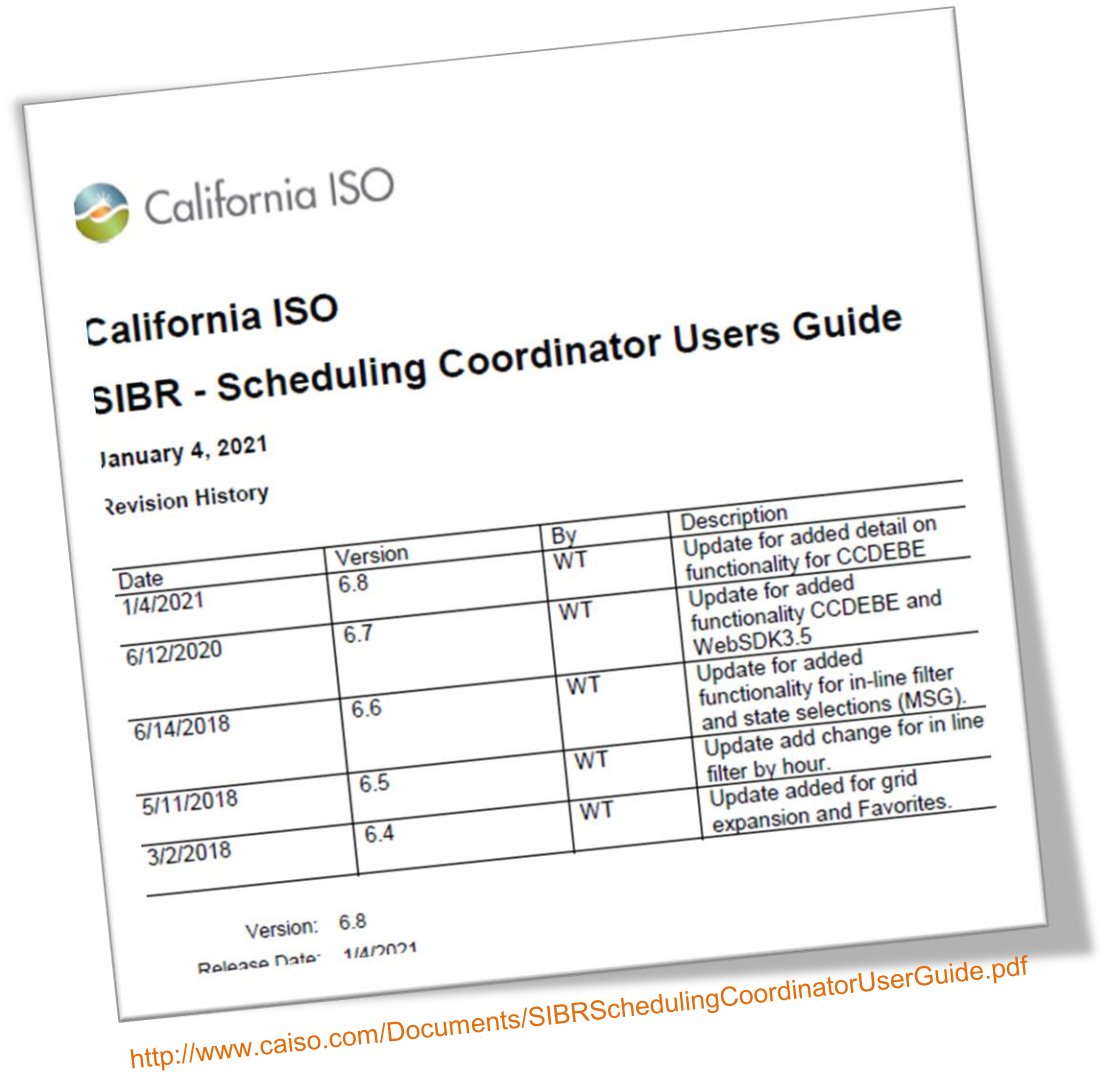 California ISO
California ISO
SIBR - Scheduling Coordinator Users Guide
January 4, 2021
Revision History
Date Version By Description
1/4/2021 6.8 WT Update for added detail on
functionality for CCDEBE
6/12/2020 6.7 WT Update for added
functionality CCDEBE and
WebSDK3.5
6/14/2018 6.6 WT Update for added
functionality for in-line filter
and state selections (MSG).
5/11/2018 6.5 WT Update add change for in line
filter by hour.
3/2/2018 6.4 WT Update added for grid
expansion and Favorites.
Version: 6.8
Release Date: 1/4/2021
http://www.caiso.com/Documents/SIBRSchedulingCoordinatorUserGuide.pdf